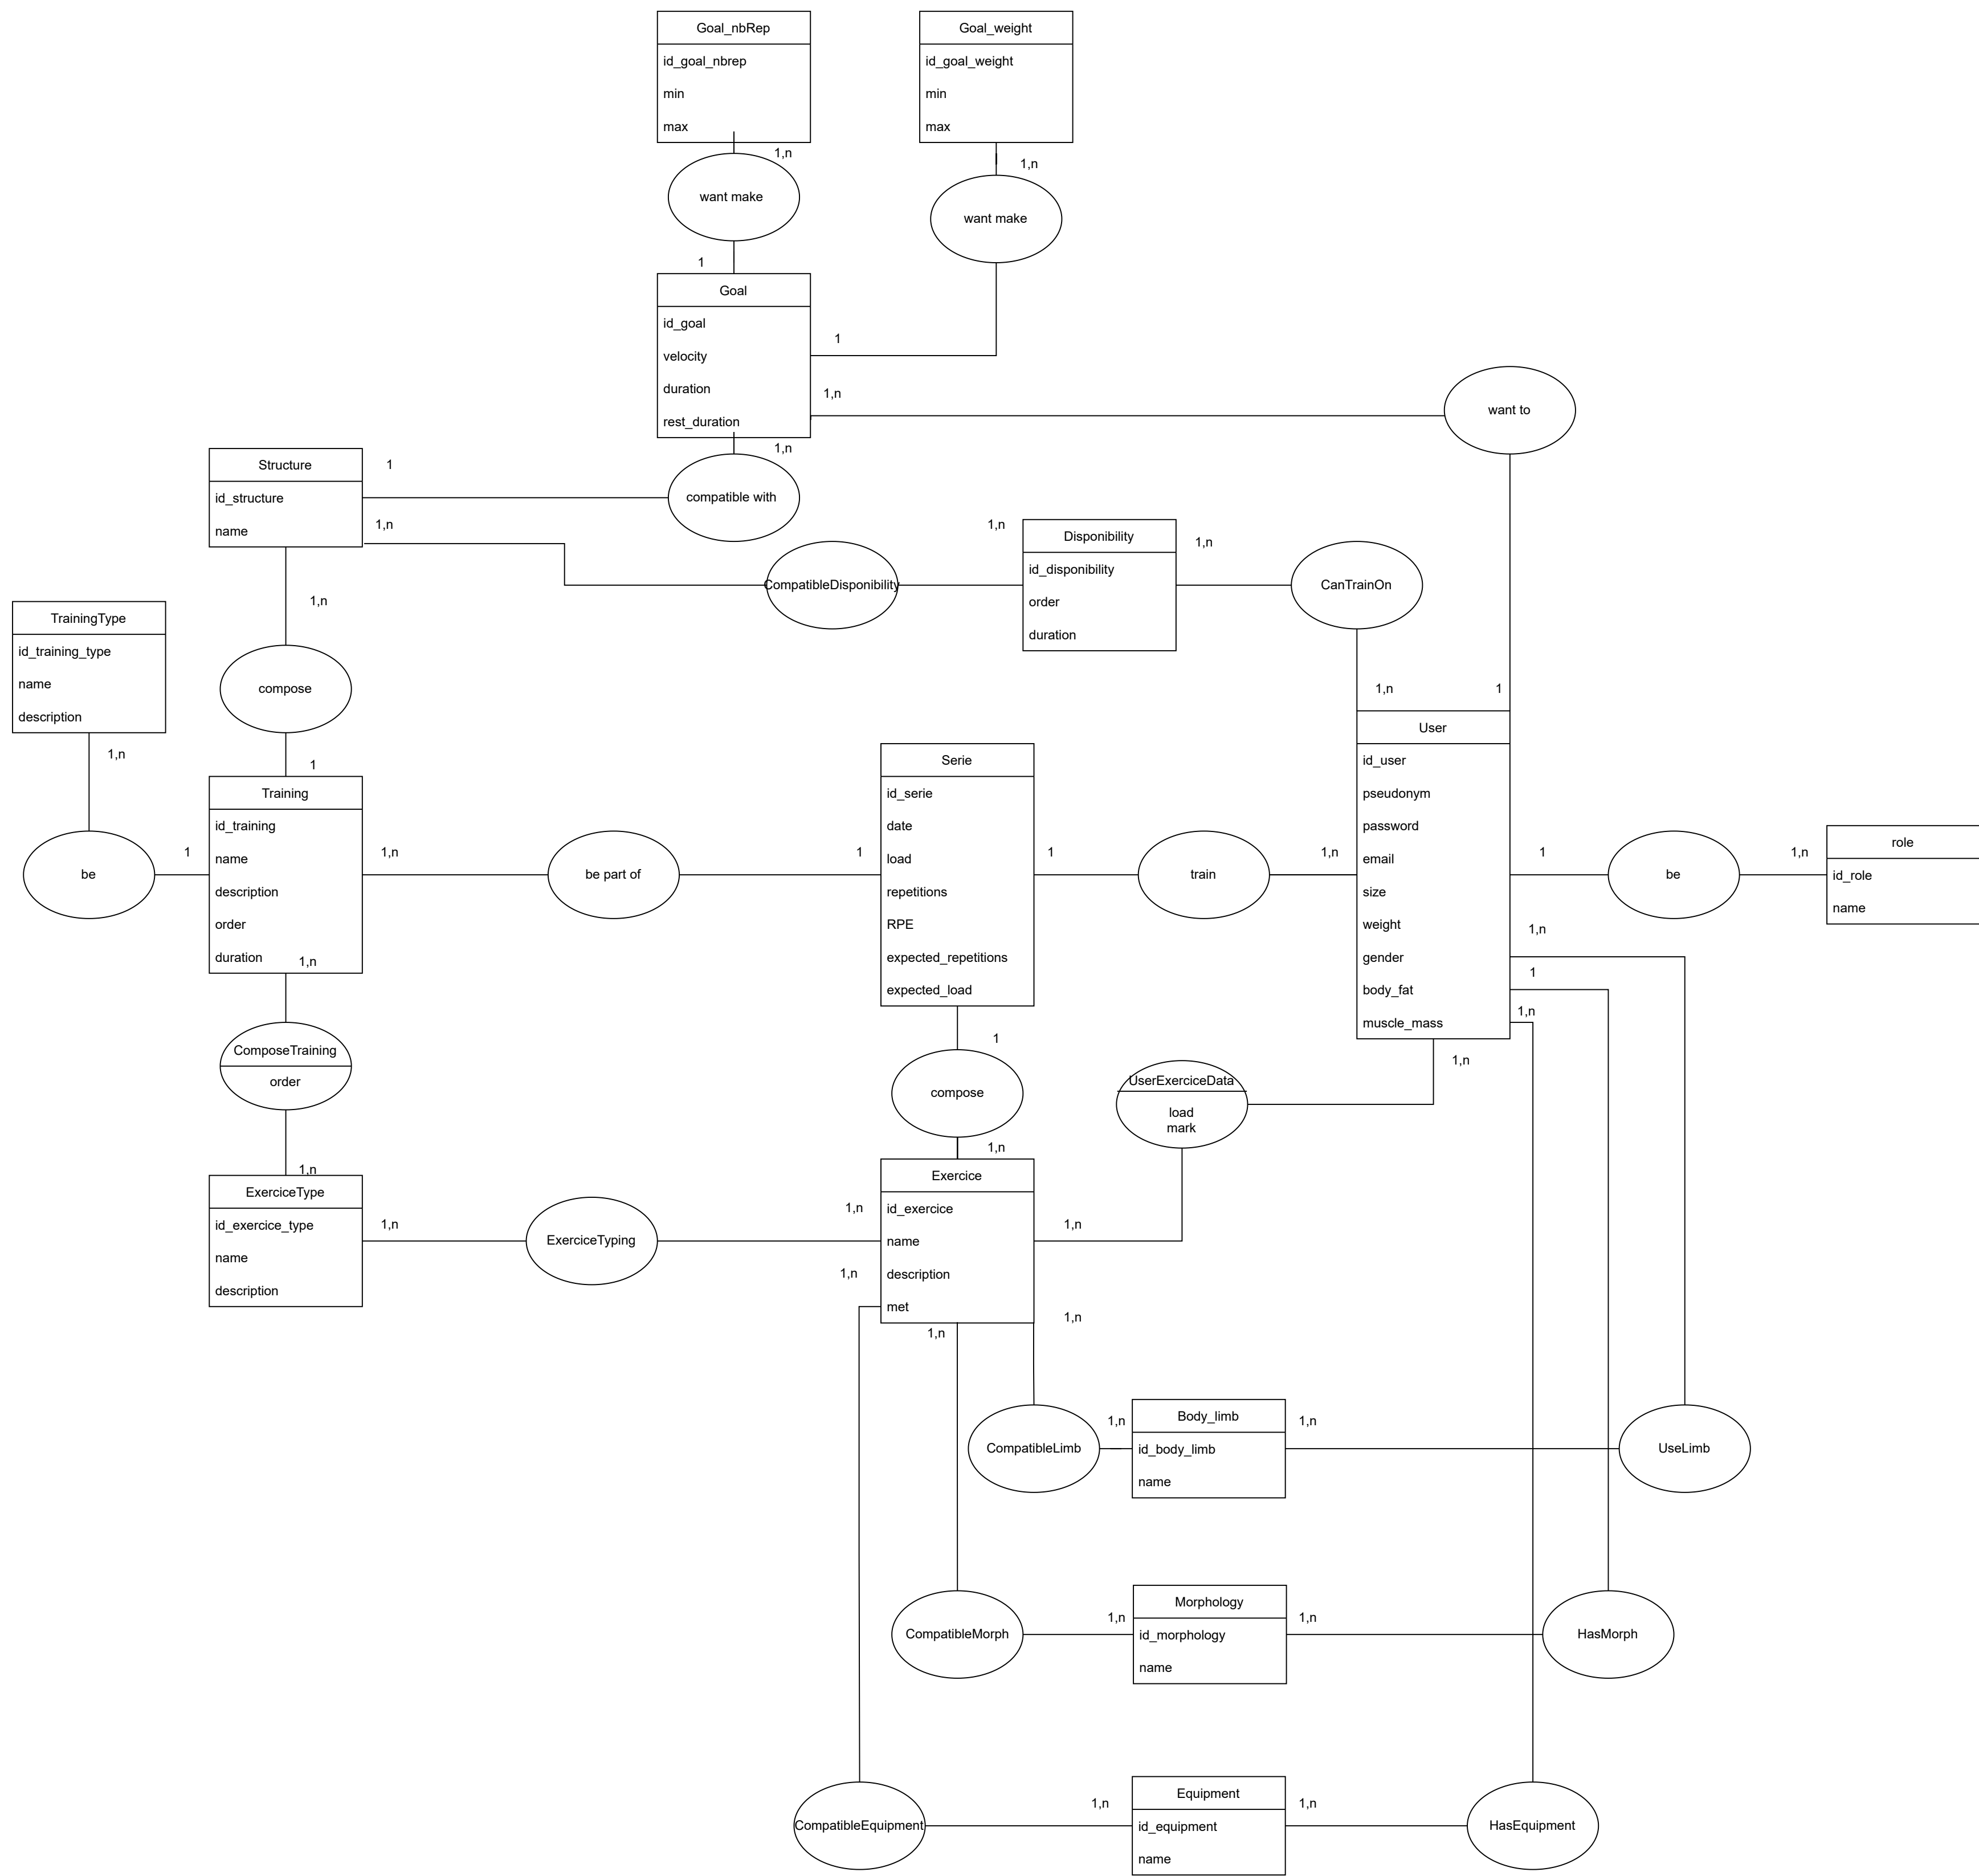 Goal_nbRep
id_goal_nbrep
min
max
Goal_weight
id_goal_weight
min
max
1,n
want make
1,n
want make
1
Goal
id_goal
velocity
duration
rest_duration
1
1,n
want to
1,n
Structure
id_structure
name
1
1,n
compatible with
1,n
Disponibility
id_disponibility
order
duration
1,n
CompatibleDisponibility
CanTrainOn
TrainingType
id_training_type
name
description
1,n
compose
1,n
1
1,n
1
User
id_user
pseudonym
password
email
size
weight
gender
body_fat
muscle_mass
Serie
id_serie
date
load
repetitions
RPE
expected_repetitions
expected_load
Training
id_training
name
description
order
duration
be
1
1,n
be part of
1
1
train
1,n
1
be
1,n
role
id_role
name
1,n
1
1,n
1,n
1,n
ComposeTraining
order
1
compose
UserExerciceData
load
mark
1,n
1,n
ExerciceType
id_exercice_type
name
description
1,n
ExerciceTyping
1,n
Exercice
id_exercice
name
description
met
1,n
1,n
1,n
1,n
CompatibleLimb
1,n
Body_limb
id_body_limb
name
1,n
UseLimb
CompatibleMorph
1,n
Morphology
id_morphology
name
1,n
HasMorph
CompatibleEquipment
1,n
Equipment
id_equipment
name
1,n
HasEquipment